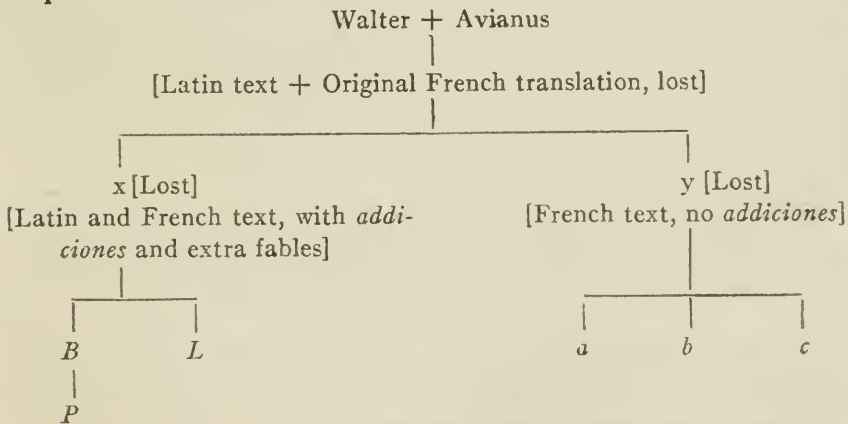 Walter + Avianus
[Latin text + Original French translation, lost]
x [Lost]
y [Lost]
[Latin and French text, with addi-
ciones and extra fables]
[French text, no addiciones]
B
L
a
b
c
P